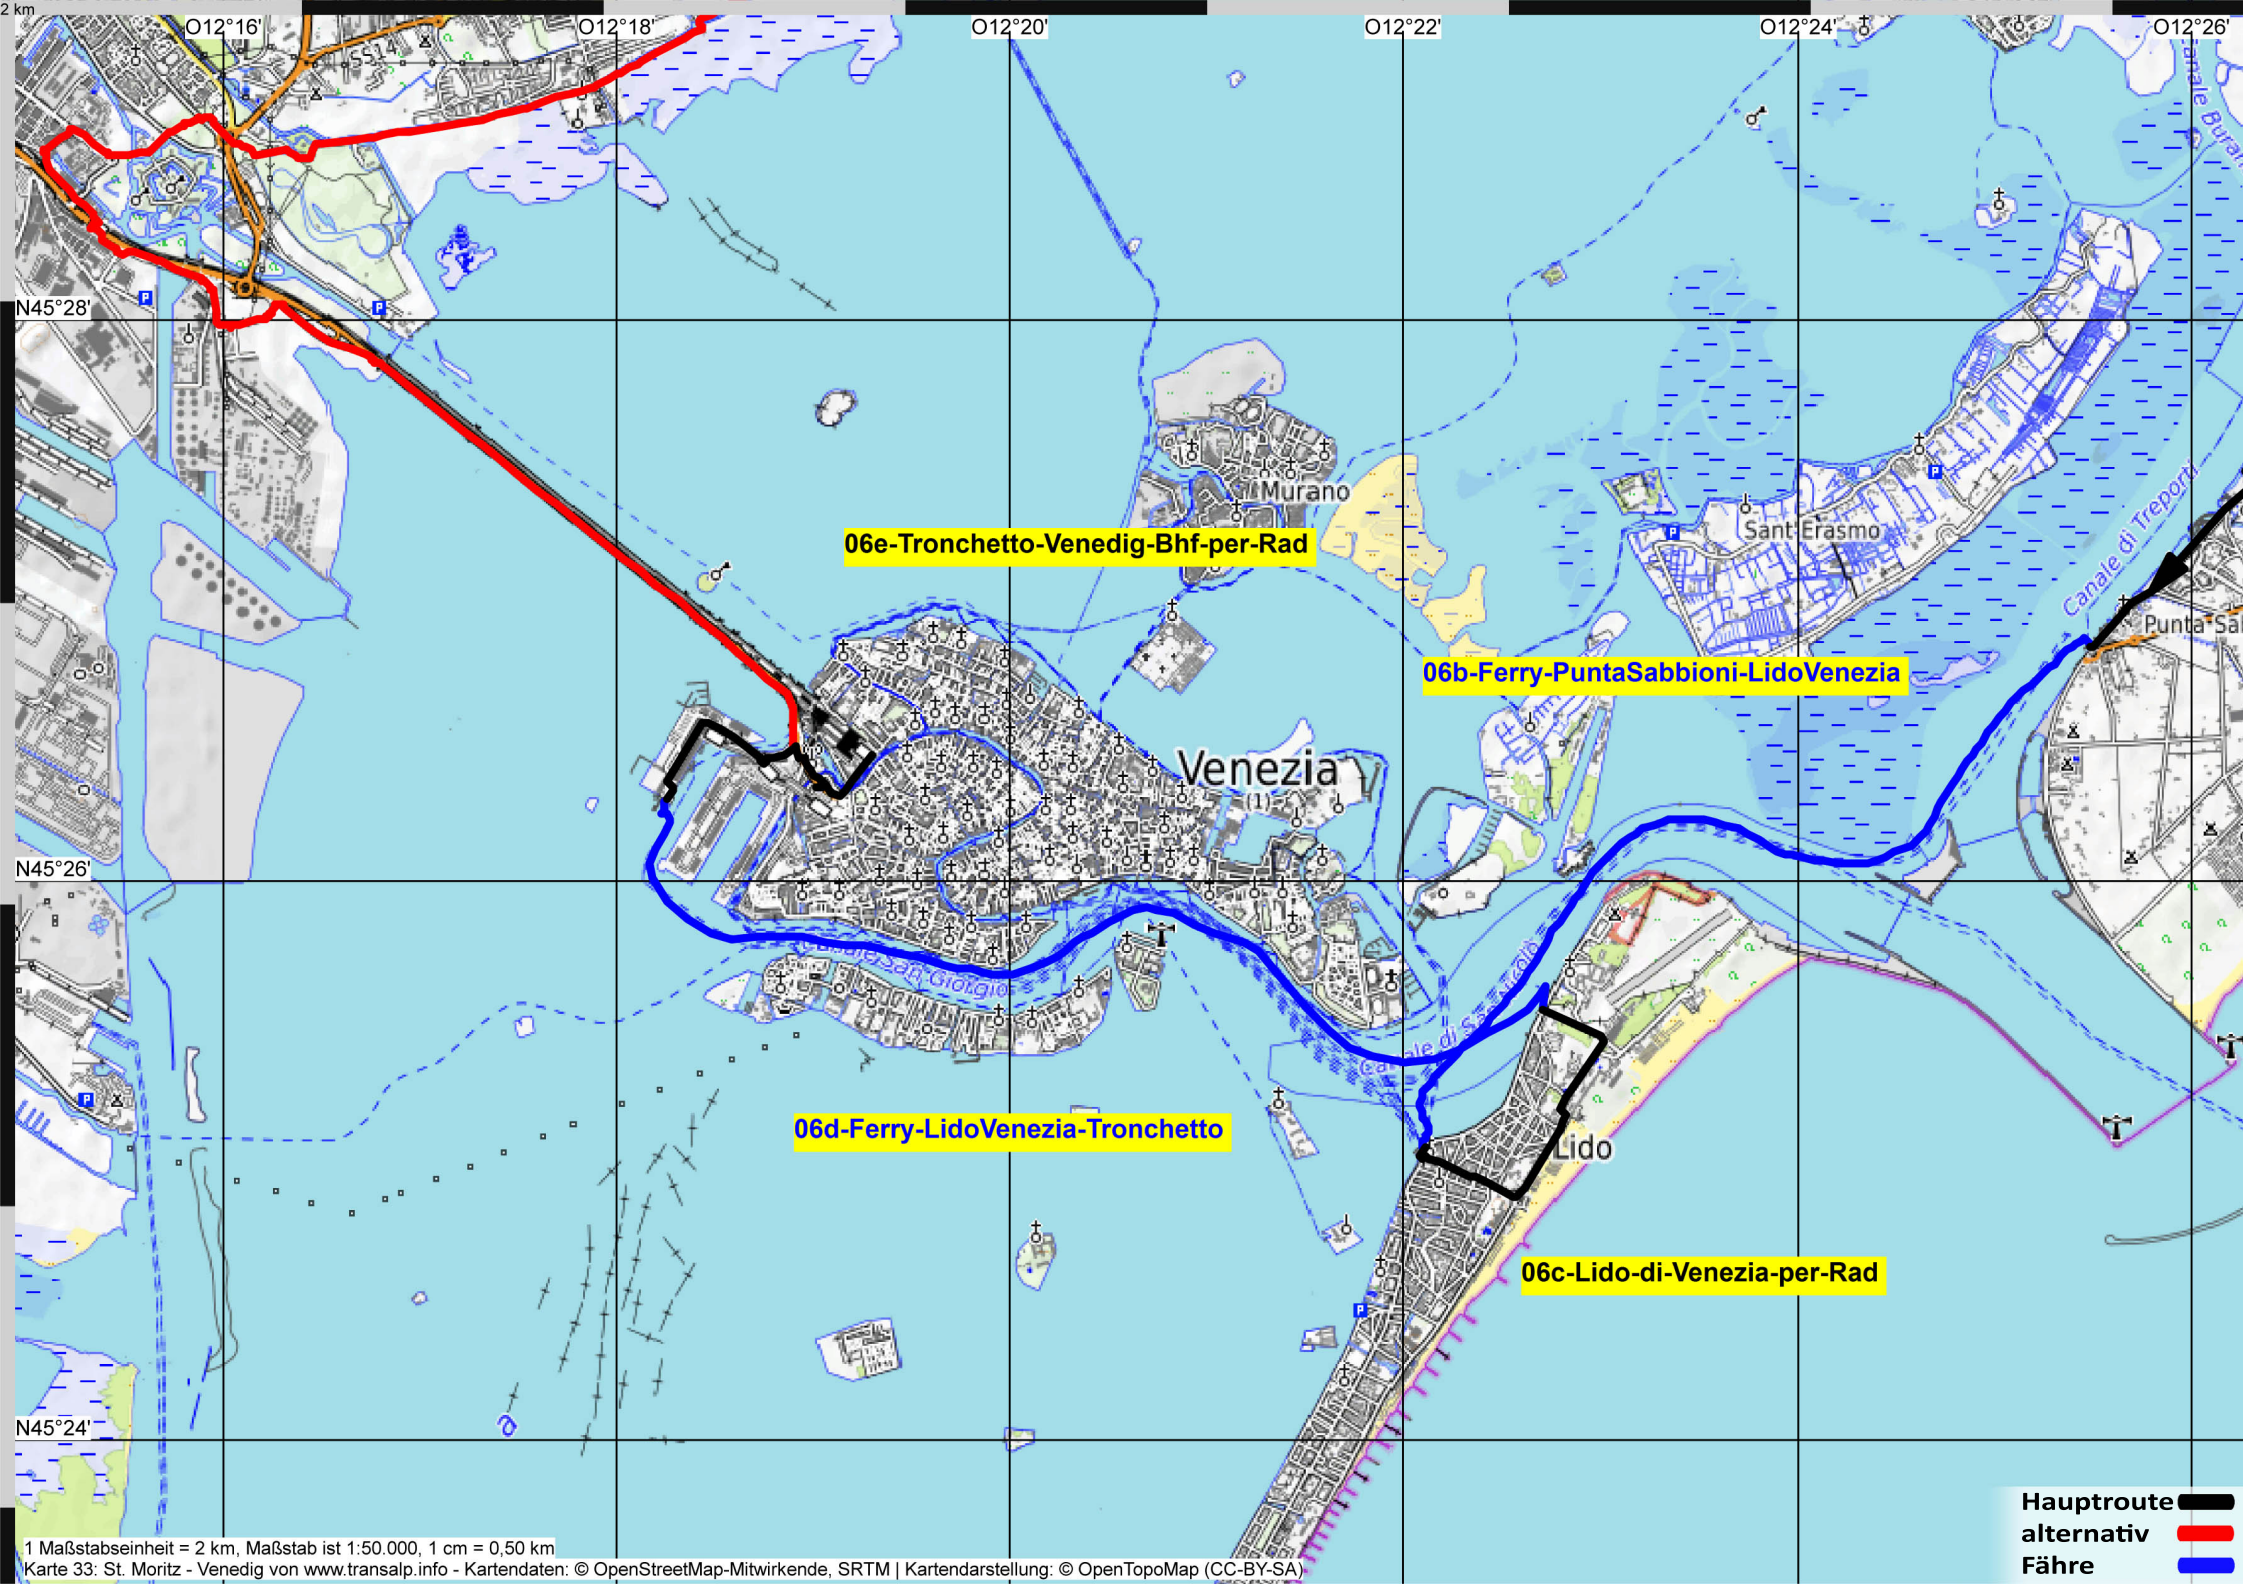 2 km
O12°16'
O12°18'
O12°20'
O12°22'
O12°24'
O12°26'
SS14
N45°28'
Murano
06e-Tronchetto-Venedig-Bhf-per-Rad
Sant'Erasmo
Canale di Treporti
06b-Ferry-PuntaSabbioni-LidoVenezia
Venezia
(1)
N45°26'
San Giorgio
06d-Ferry-LidoVenezia-Tronchetto
Lido
06c-Lido-di-Venezia-per-Rad
a
N45°24'
Hauptroute
alternativ
Fähre
1 Maßstabseinheit = 2 km, Maßstab ist 1:50.000, 1 cm = 0,50 km
Karte 33: St. Moritz - Venedig von www.transalp.info - Kartendaten: © OpenStreetMap-Mitwirkende, SRTM | Kartendarstellung: © OpenTopoMap (CC-BY-SA)